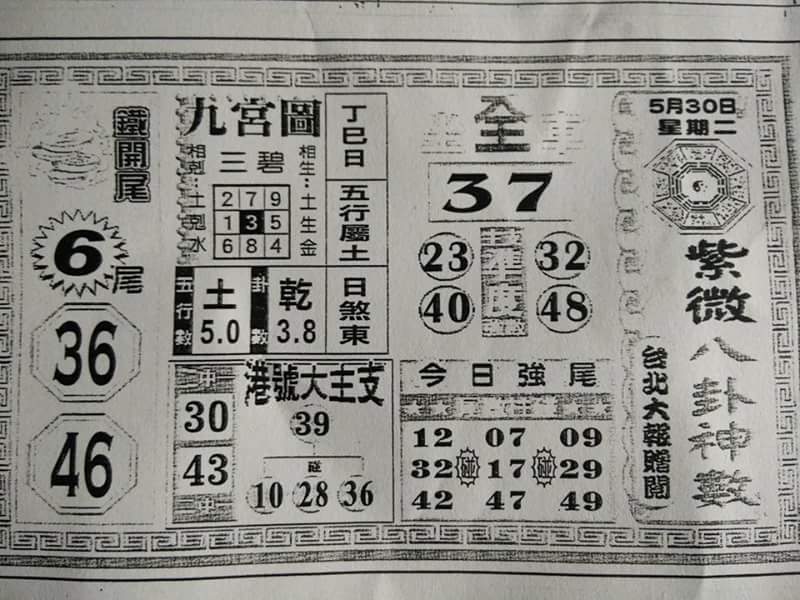 5月30日
星期二
紫微八卦神數
台北大報贈閱
全車
37
23 32
40 48
今日強尾
12 07 09
32 碰 17 碰 29
42 47 49
丁巳日
五行屬土
日煞東
九宮圖
三碧
相剋：土剋水
相生：土生金
2 7 9
1 3 5
6 8 4
五行數
土
5.0
卦數
乾
3.8
港號大主支
39
碰
10 28 36
中
30
43
中
鐵開尾
6尾
36
46